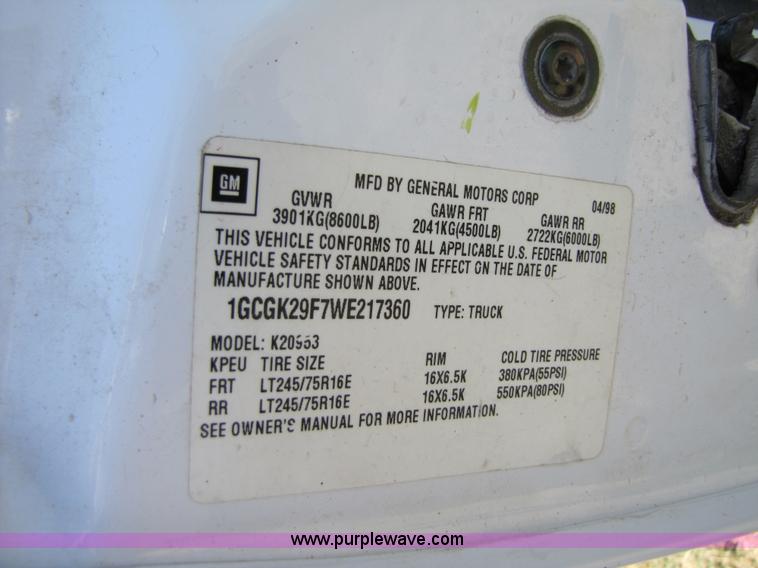 GM
MFD BY GENERAL MOTORS CORP 04/98
GVWR GAWR FRT GAWR RR
3901KG(8600LB) 2041KG(4500LB) 2722KG(6000LB)
THIS VEHICLE CONFORMS TO ALL APPLICABLE U.S. FEDERAL MOTOR
VEHICLE SAFETY STANDARDS IN EFFECT ON THE DATE OF
MANUFACTURE SHOWN ABOVE.
1GCGK29F7WE217360 TYPE: TRUCK
MODEL: K20953
KPEU TIRE SIZE RIM COLD TIRE PRESSURE
FRT LT245/75R16E 16X6.5K 380KPA(55PSI)
RR LT245/75R16E 16X6.5K 550KPA(80PSI)
SEE OWNER'S MANUAL FOR MORE INFORMATION.
www.purplewave.com